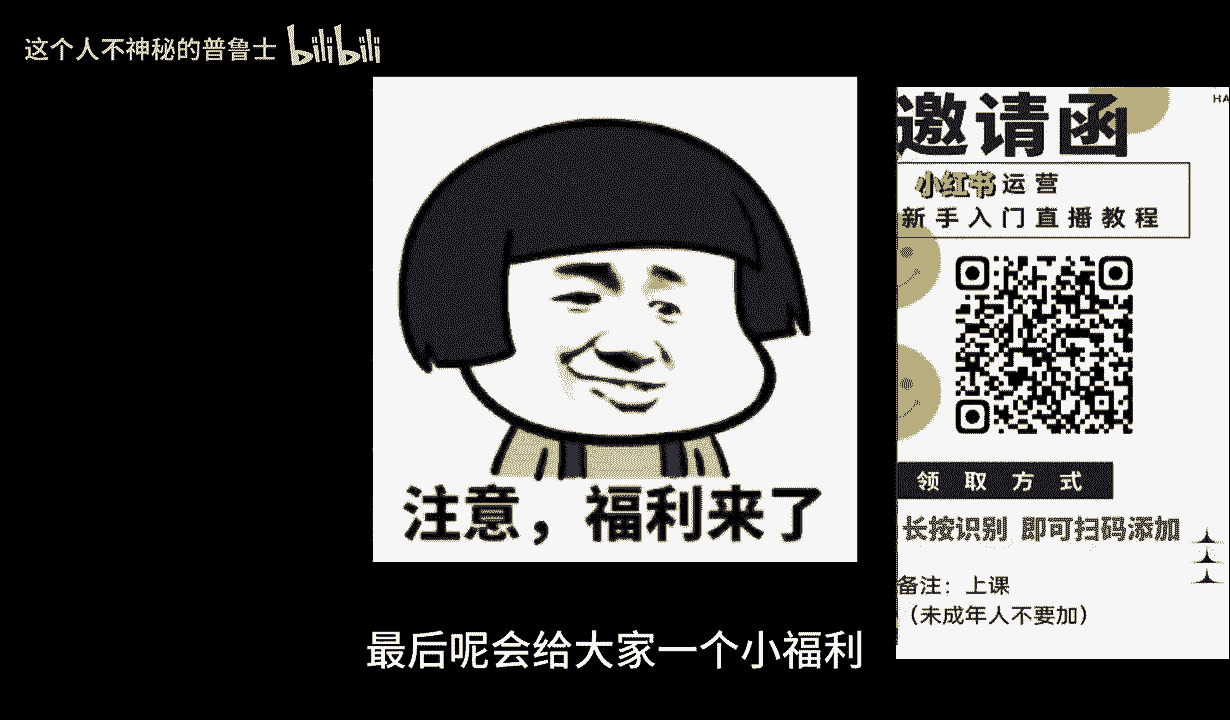 这个人不神秘的普鲁士 bilibili
邀请函
HA
小红书运营
新手入门直播教程
领取方式
长按识别 即可扫码添加
备注：上课
（未成年人不要加）
注意，福利来了
最后呢会给大家一个小福利